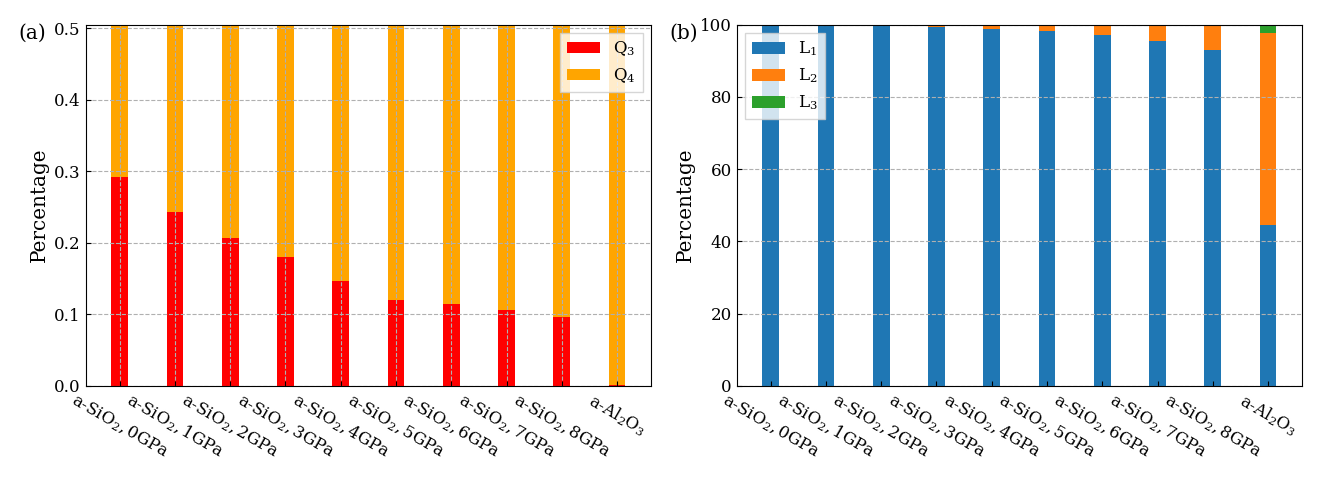 (a)
Percentage
0.5
0.4
0.3
0.2
0.1
0.0
Q₃
Q₄
a-SiO₂, 0GPa
a-SiO₂, 1GPa
a-SiO₂, 2GPa
a-SiO₂, 3GPa
a-SiO₂, 4GPa
a-SiO₂, 5GPa
a-SiO₂, 6GPa
a-SiO₂, 7GPa
a-SiO₂, 8GPa
a-Al₂O₃
(b)
Percentage
100
80
60
40
20
0
L₁
L₂
L₃
a-SiO₂, 0GPa
a-SiO₂, 1GPa
a-SiO₂, 2GPa
a-SiO₂, 3GPa
a-SiO₂, 4GPa
a-SiO₂, 5GPa
a-SiO₂, 6GPa
a-SiO₂, 7GPa
a-SiO₂, 8GPa
a-Al₂O₃